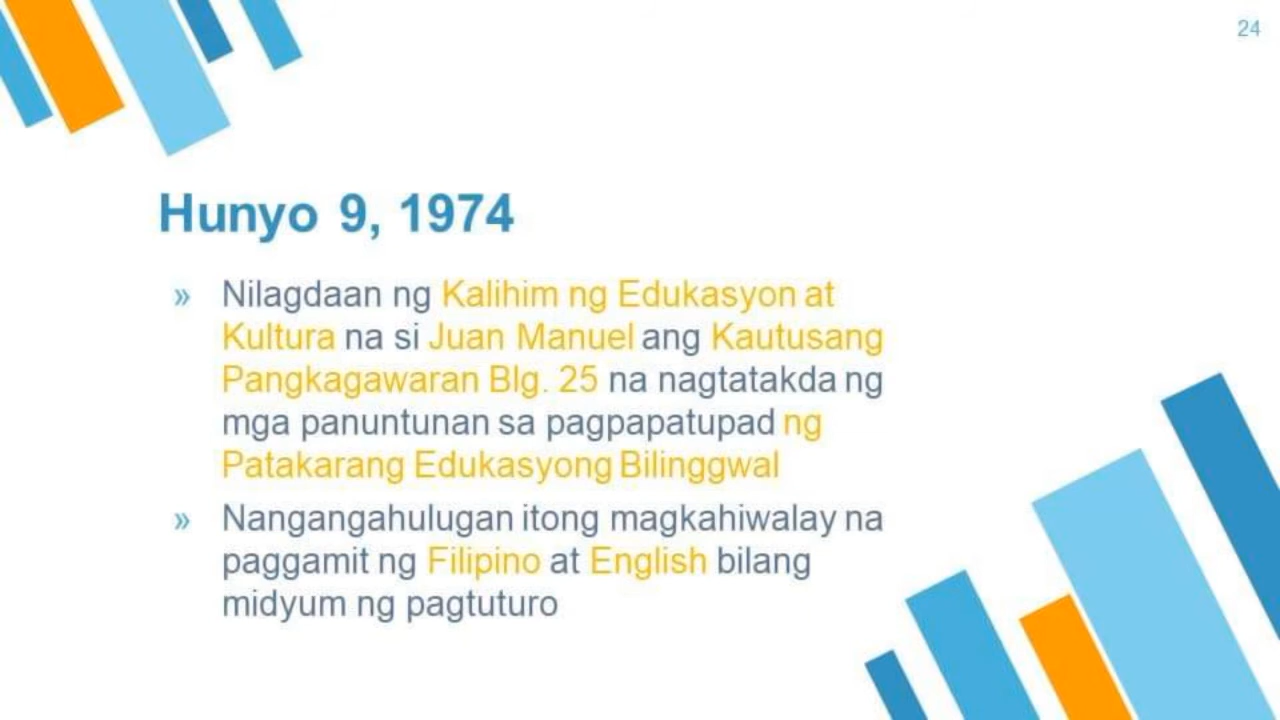 24
Hunyo 9, 1974
» Nilagdaan ng Kalihim ng Edukasyon at
Kultura na si Juan Manuel ang Kautusang
Pangkagawaran Blg. 25 na nagtatakda ng
mga panuntunan sa pagpapatupad ng
Patakarang Edukasyong Bilinggwal
» Nangangahulugan itong magkahiwalay na
paggamit ng Filipino at English bilang
midyum ng pagtuturo